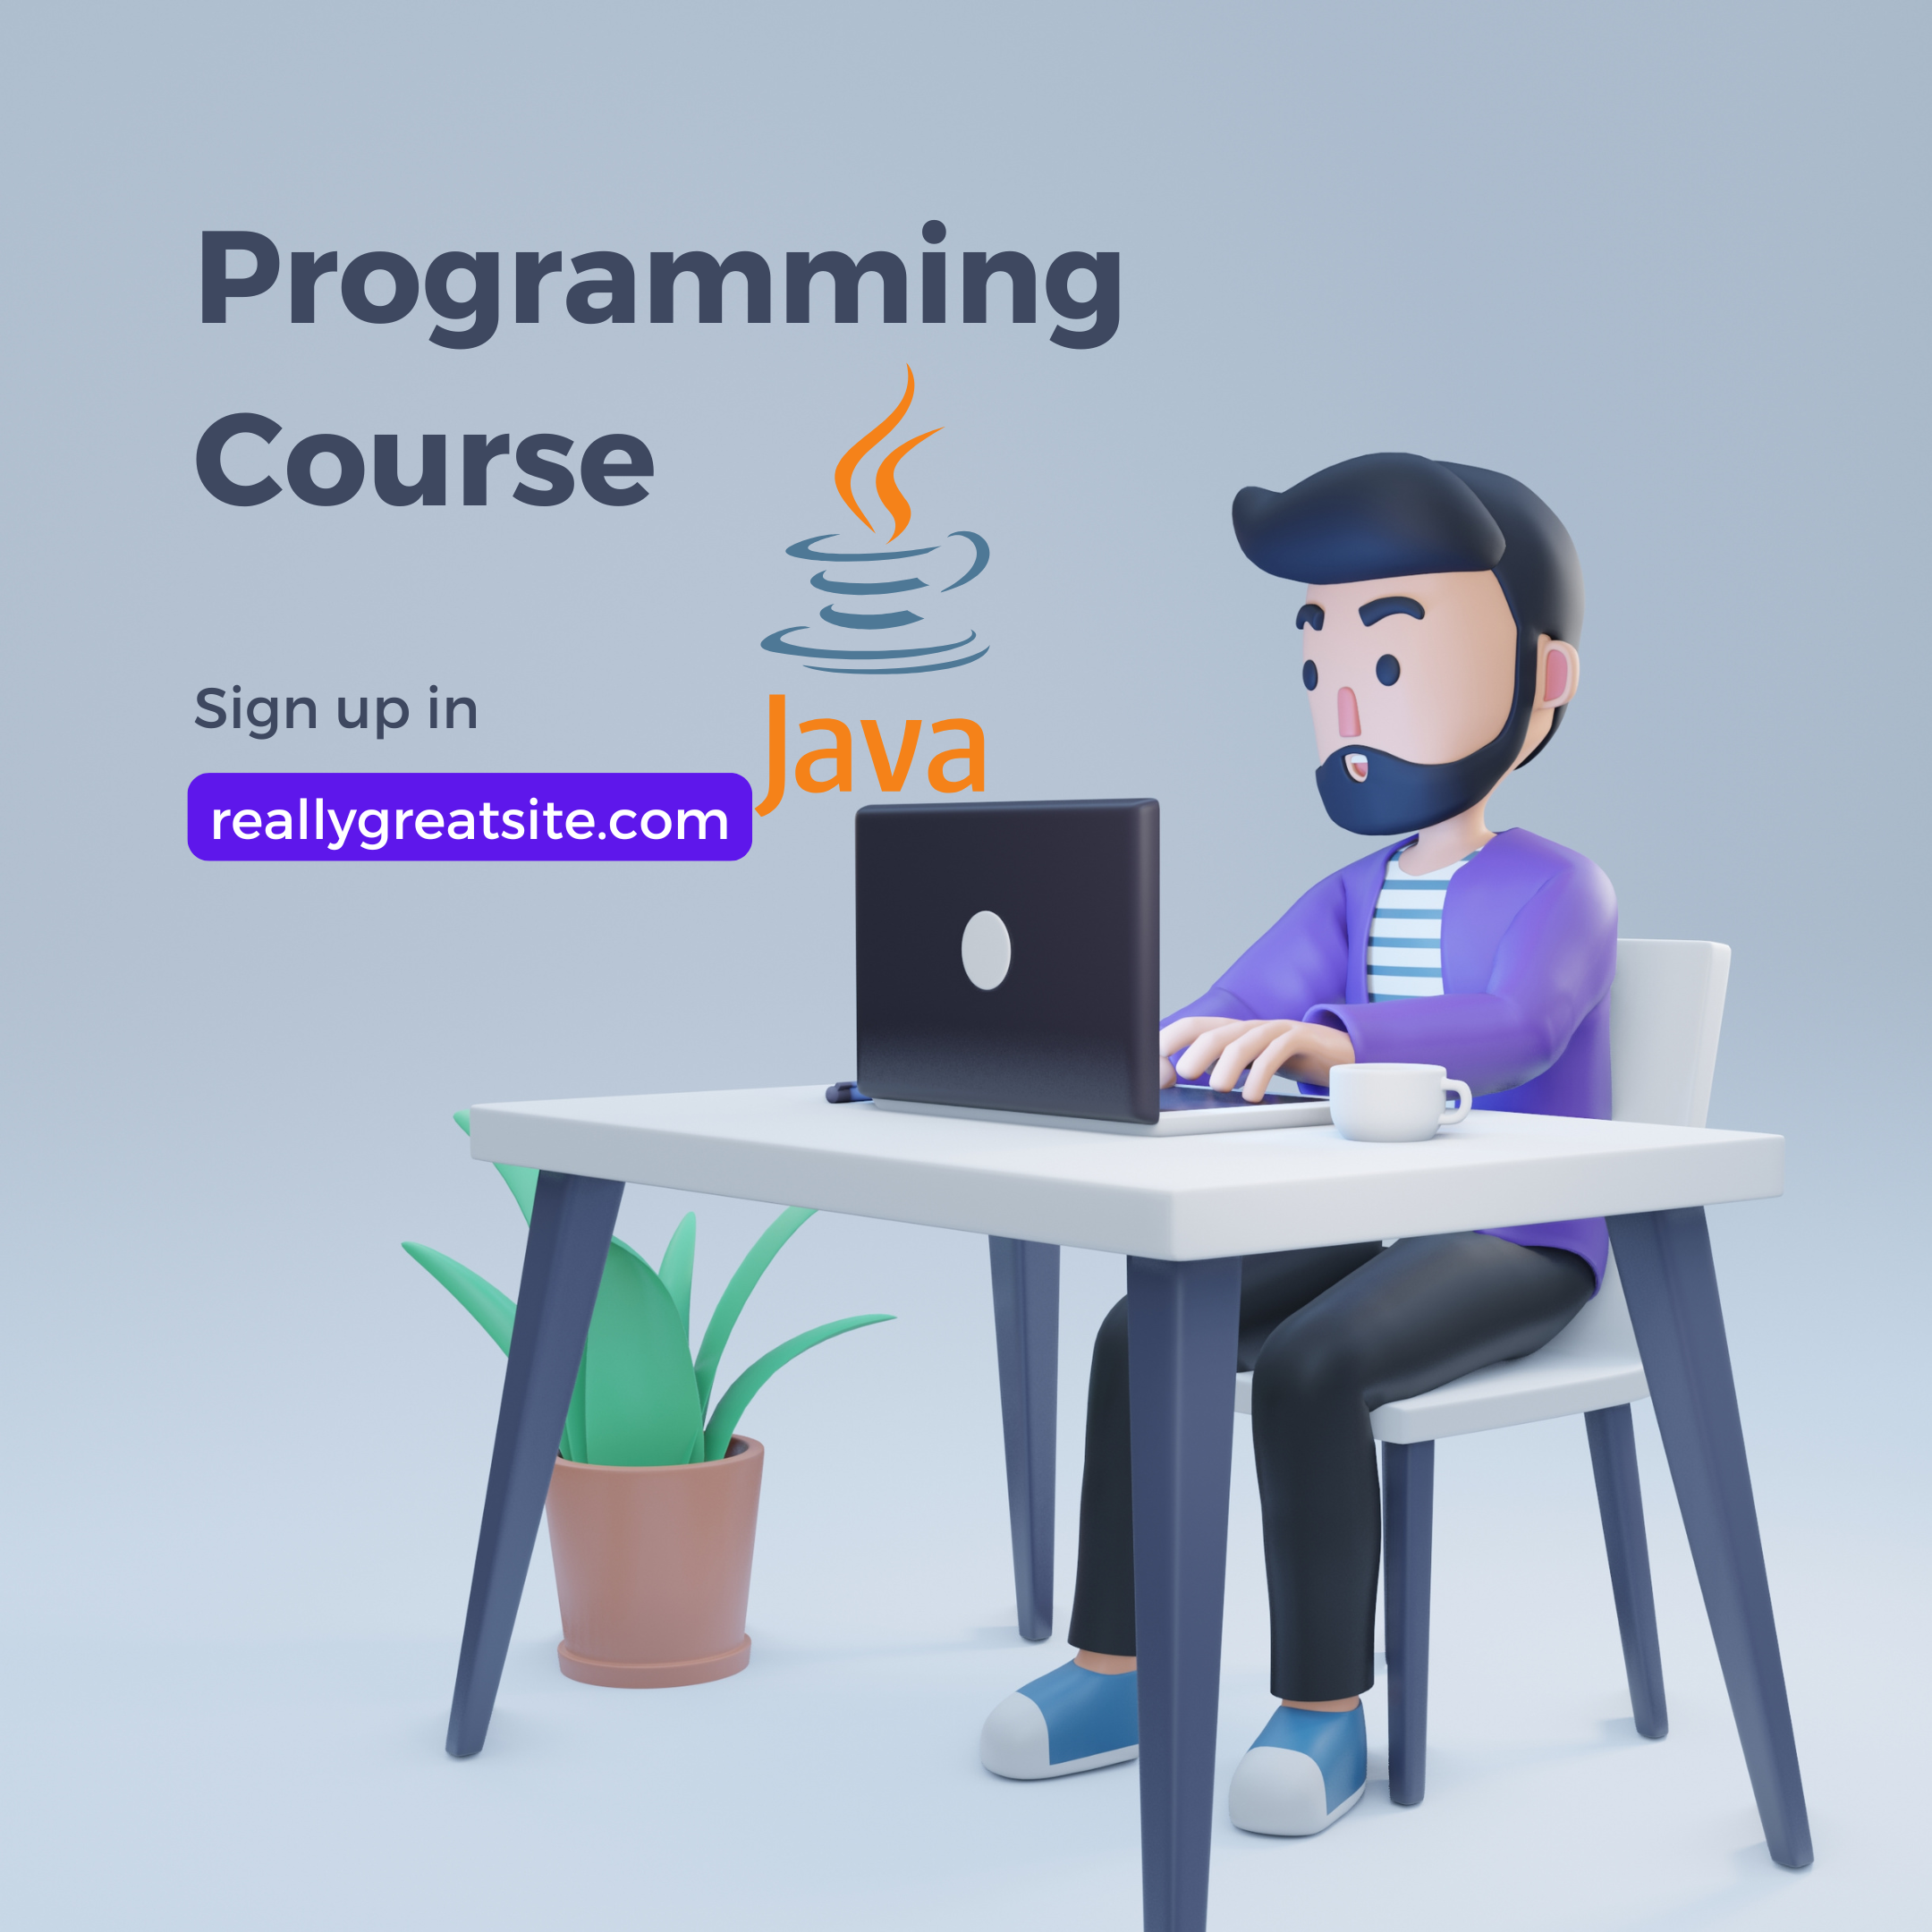 Programming
Course
Java
Sign up in
reallygreatsite.com